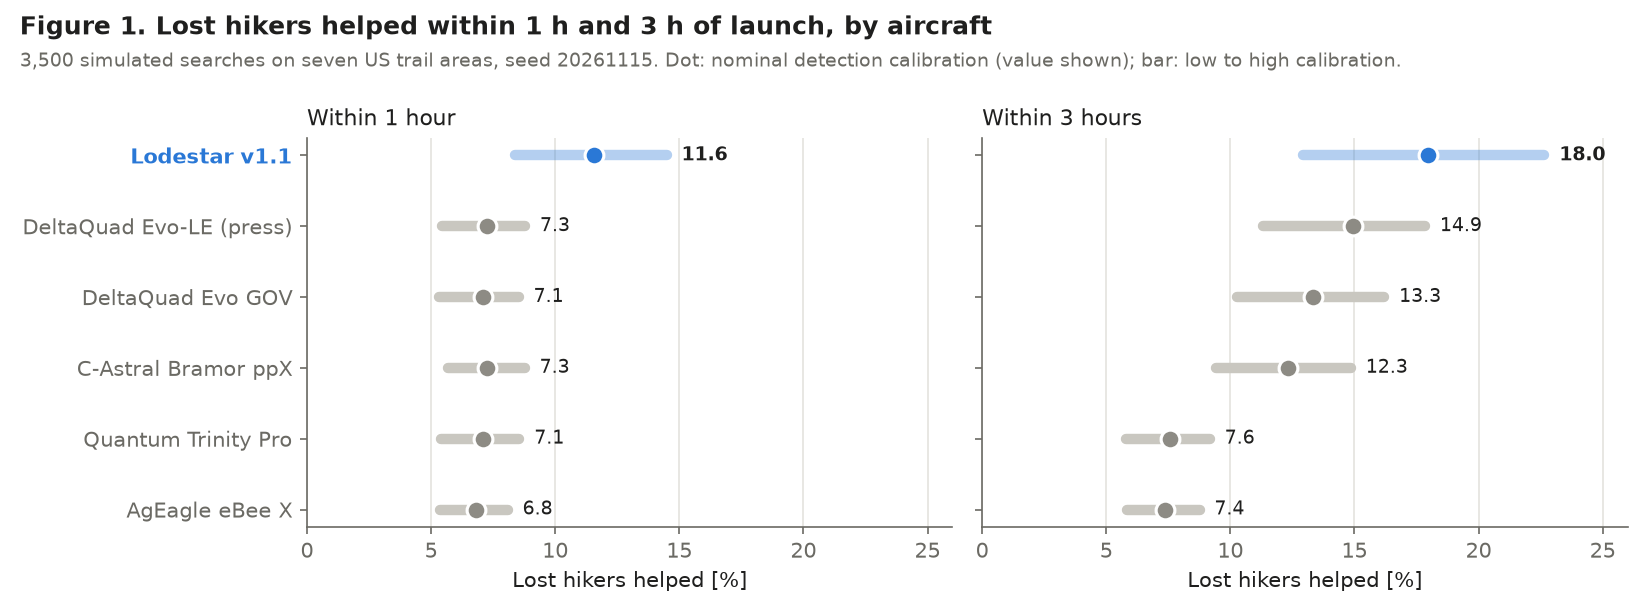 Figure 1. Lost hikers helped within 1 h and 3 h of launch, by aircraft
3,500 simulated searches on seven US trail areas, seed 20261115. Dot: nominal detection calibration (value shown); bar: low to high calibration.
Within 1 hour
Within 3 hours
Lodestar v1.1
11.6
18.0
DeltaQuad Evo-LE (press)
7.3
14.9
DeltaQuad Evo GOV
7.1
13.3
C-Astral Bramor ppX
7.3
12.3
Quantum Trinity Pro
7.1
7.6
AgEagle eBee X
6.8
7.4
0 5 10 15 20 25
0 5 10 15 20 25
Lost hikers helped [%]
Lost hikers helped [%]